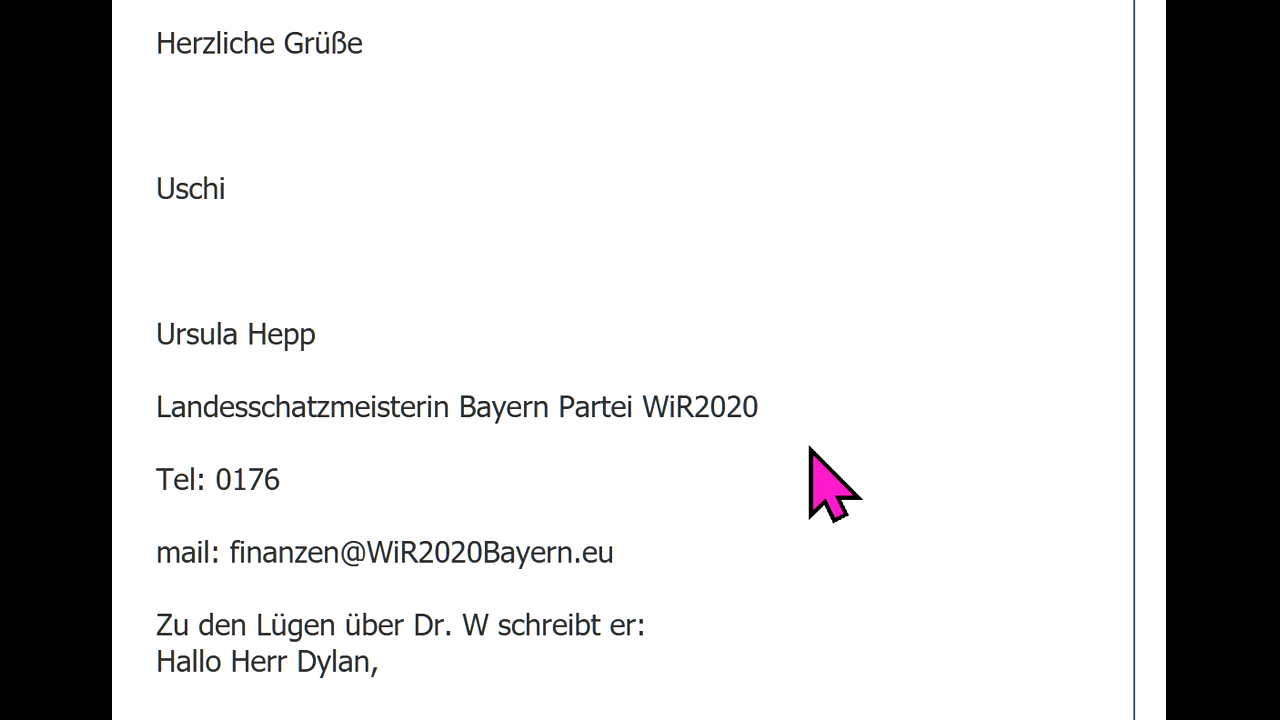 Herzliche Grüße
Uschi
Ursula Hepp
Landesschatzmeisterin Bayern Partei WiR2020
Tel: 0176
mail: finanzen@WiR2020Bayern.eu
Zu den Lügen über Dr. W schreibt er:
Hallo Herr Dylan,